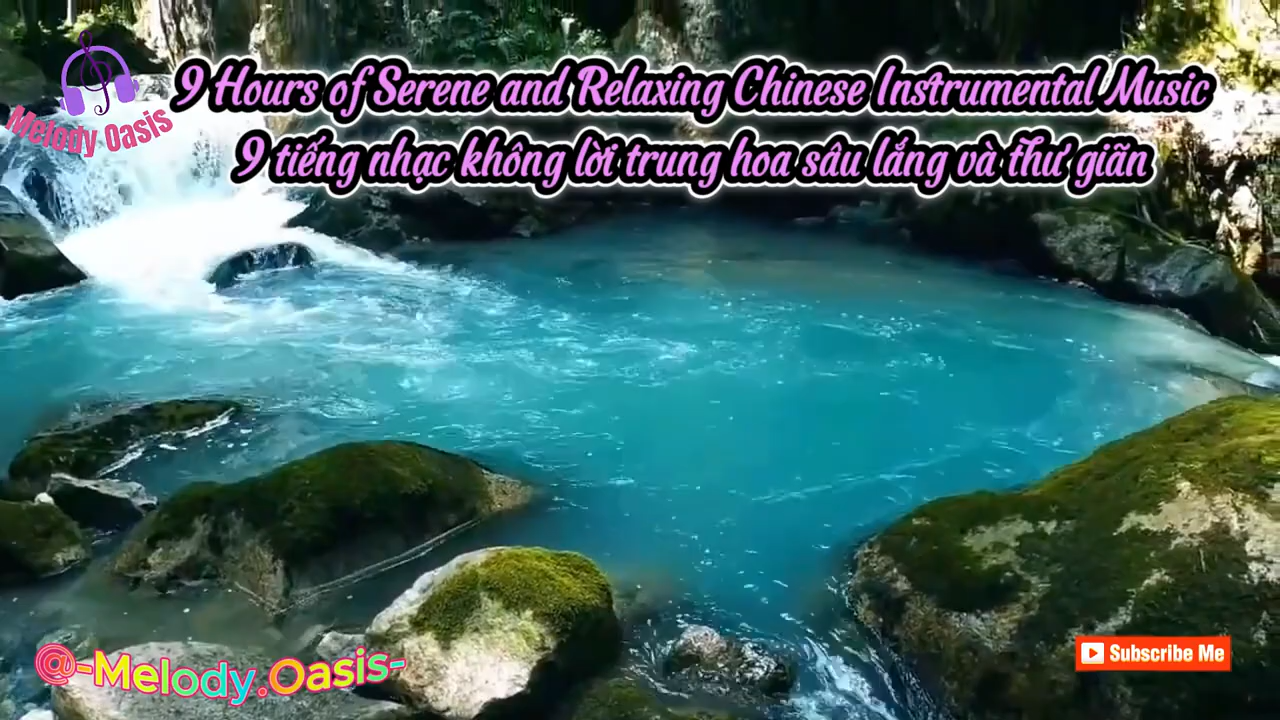 Melody Oasis
9 Hours of Serene and Relaxing Chinese Instrumental Music
9 tiếng nhạc không lời trung hoa sâu lắng và thư giãn
@-Melody.Oasis-
Subscribe Me